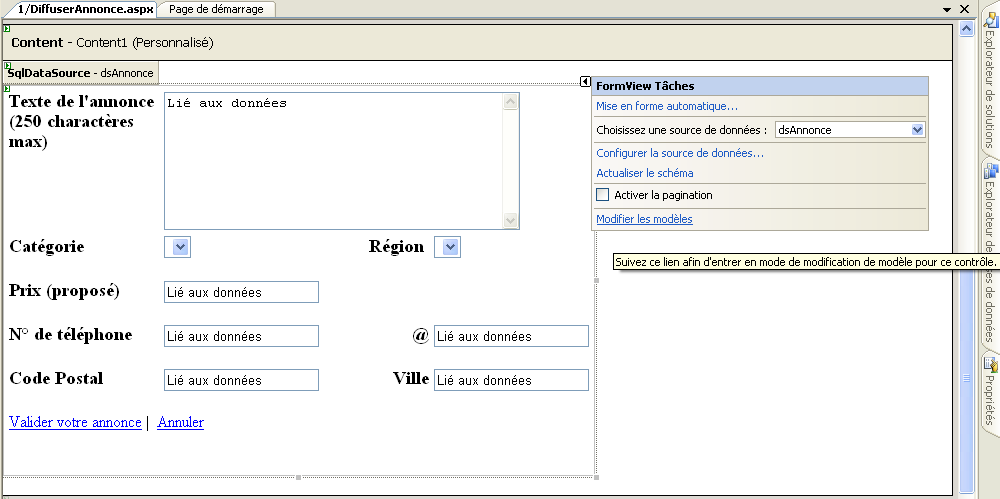 1/DiffuserAnnonce.aspx Page de démarrage
Content - Content1 (Personnalisé)
SqlDataSource - dsAnnonce
Texte de l'annonce
(250 charactères
max)
Lié aux données
FormView Tâches
Mise en forme automatique...
Choisissez une source de données : dsAnnonce
Configurer la source de données...
Actualiser le schéma
Activer la pagination
Modifier les modèles
Suivez ce lien afin d'entrer en mode de modification de modèle pour ce contrôle.
Catégorie Région
Prix (proposé) Lié aux données
N° de téléphone Lié aux données @ Lié aux données
Code Postal Lié aux données Ville Lié aux données
Valider votre annonce | Annuler
Explorateur de solutions
Explorateur de de données
Propriétés